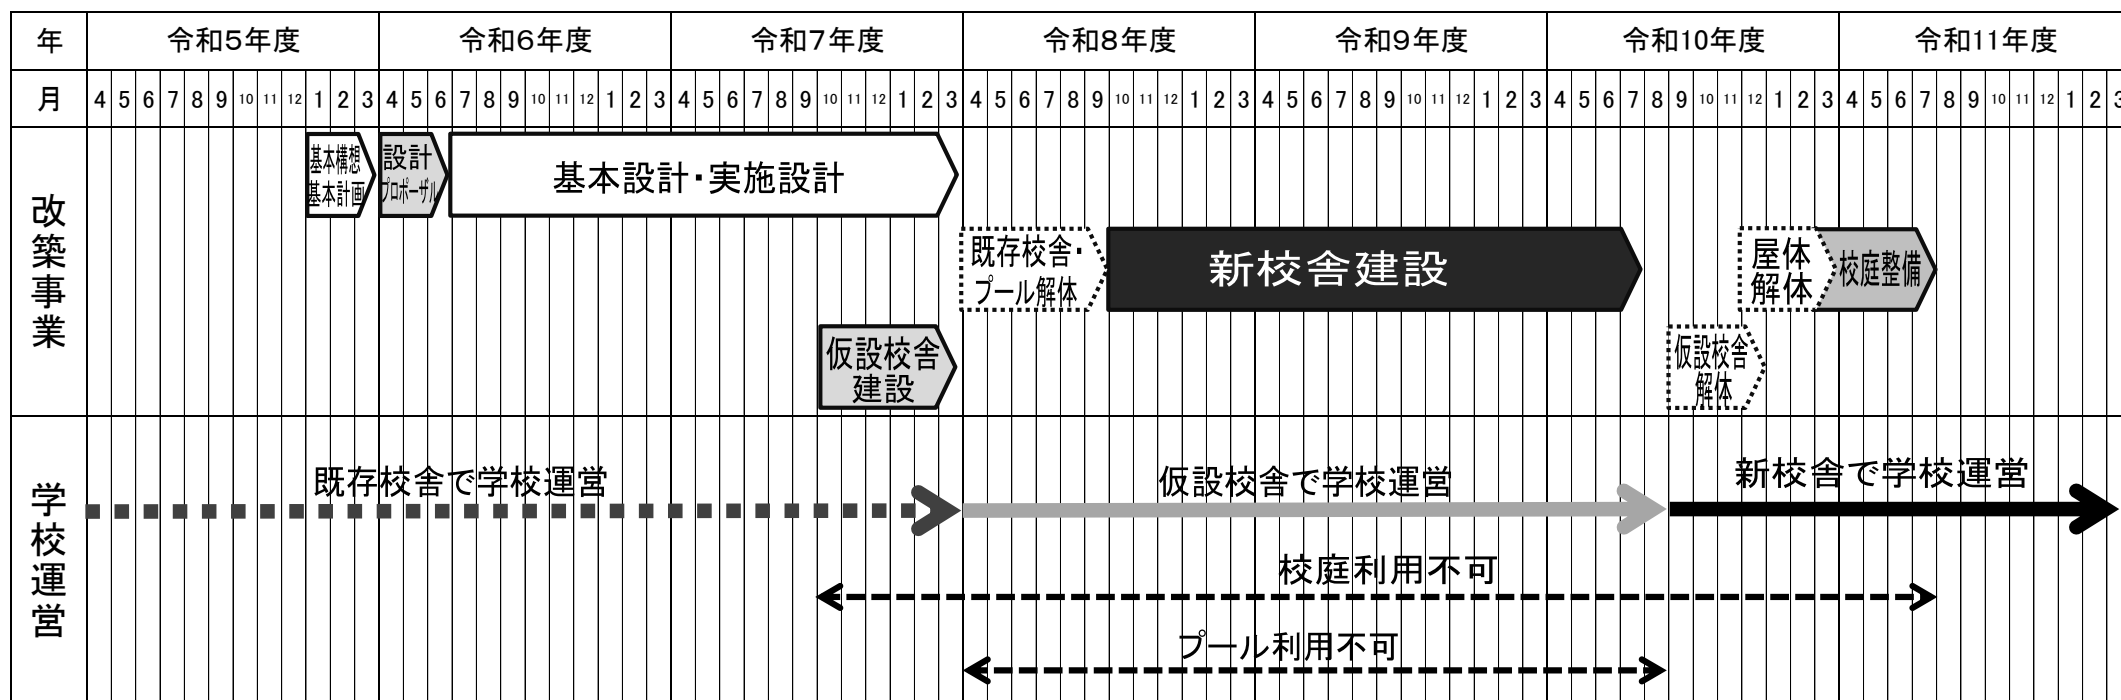 年 令和5年度 令和6年度 令和7年度 令和8年度 令和9年度 令和10年度 令和11年度
月 4 5 6 7 8 9 10 11 12 1 2 3 4 5 6 7 8 9 10 11 12 1 2 3 4 5 6 7 8 9 10 11 12 1 2 3 4 5 6 7 8 9 10 11 12 1 2 3 4 5 6 7 8 9 10 11 12 1 2 3 4 5 6 7 8 9 10 11 12 1 2 3 4 5 6 7 8 9 10 11 12 1 2 3
改築事業
基本構想
基本計画
設計
プロポーザル
基本設計・実施設計
既存校舎・
プール解体
新校舎建設
屋体
解体
校庭整備
仮設校舎
建設
仮設校舎
解体
学校運営
既存校舎で学校運営
仮設校舎で学校運営
新校舎で学校運営
校庭利用不可
プール利用不可